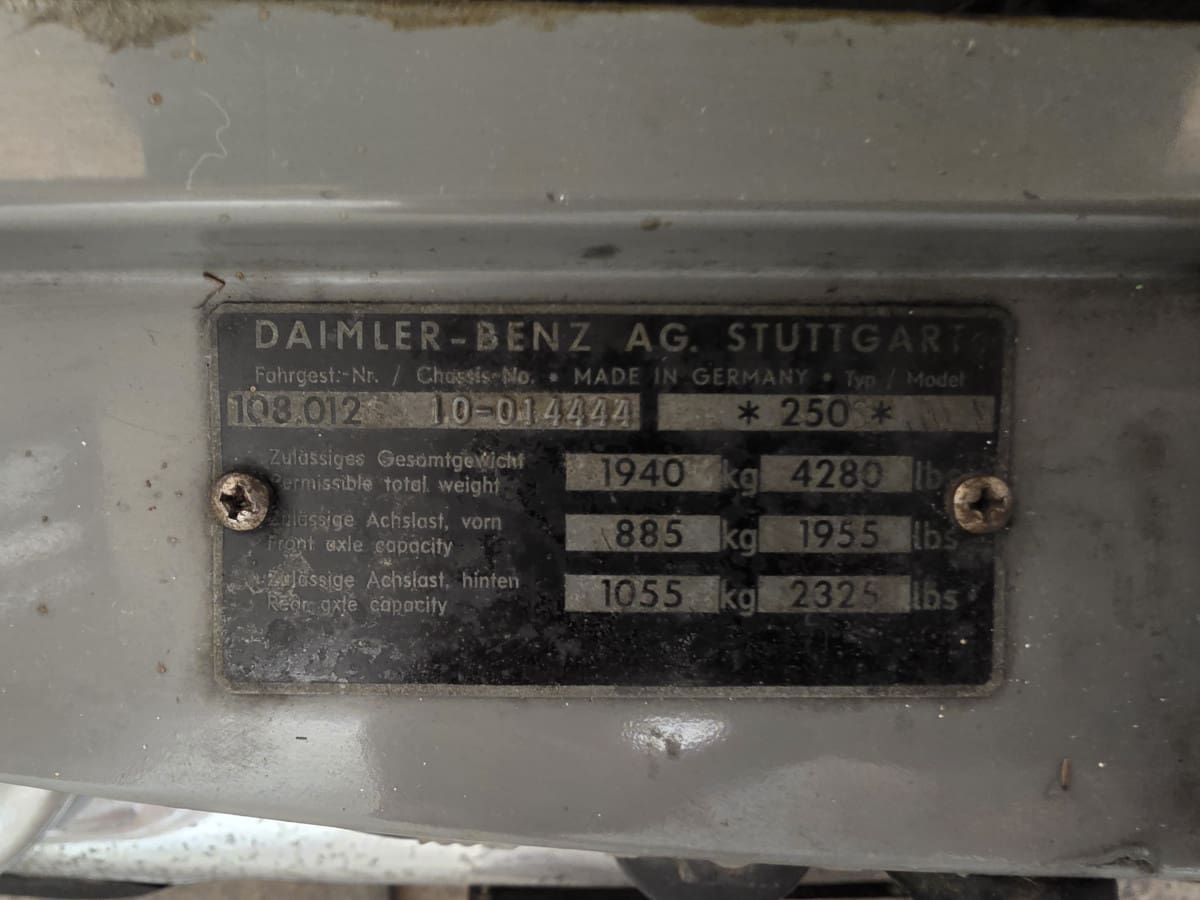 DAIMLER-BENZ AG. STUTTGART
Fahrgest.-Nr. / Chassis-No. • MADE IN GERMANY • Typ / Model
108.012 10-014444 * 250S *
Zulässiges Gesamtgewicht
Permissible total weight
1940 kg 4280 lbs
Zulässige Achslast, vorn
Front axle capacity
885 kg 1955 lbs
Zulässige Achslast, hinten
Rear axle capacity
1055 kg 2325 lbs